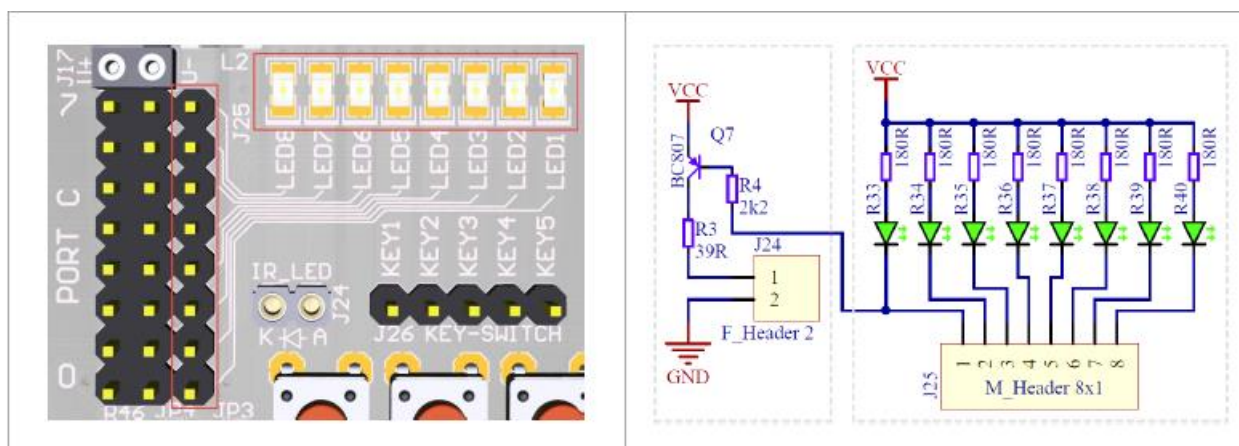 J17
U+
U-
L2
7
PORT C
0
J25
LED8
LED7
LED6
LED5
LED4
LED3
LED2
LED1
KEY1
KEY2
KEY3
KEY4
KEY5
IR_LED
J24
K A
J26 KEY-SWITCH
R46 JP4 JP3
VCC
Q7
BC807
R4
2k2
R3
39R
J24
1
2
F_Header 2
GND
VCC
180R
180R
180R
180R
180R
180R
180R
180R
R33
R34
R35
R36
R37
R38
R39
R40
1
2
3
4
5
6
7
8
J25
M_Header 8x1